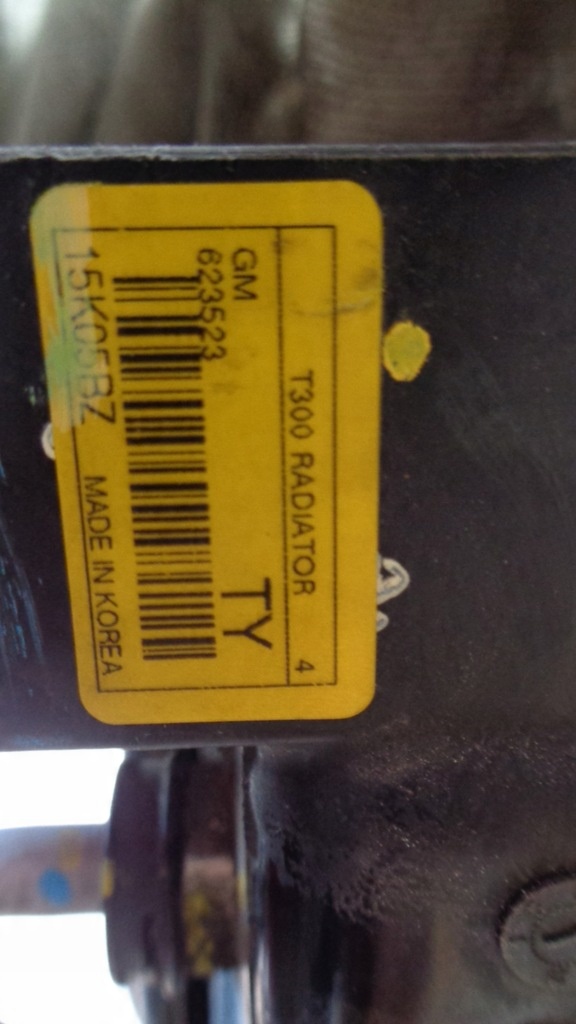 T300 RADIATOR 4
GM
623523
TY
15K05BZ MADE IN KOREA